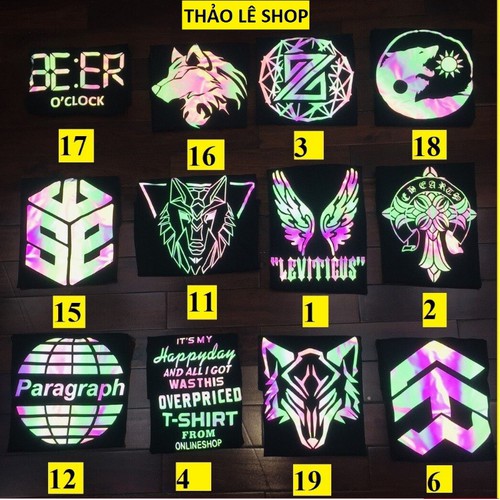 THẢO LÊ SHOP
BE:ER
O'CLOCK
17
16
3
18
15
11
"LEVITICUS"
1
CHEARTS
2
Paragraph
12
IT'S MY
Happyday
AND ALL I GOT
WAS THIS
OVERPRICED
T-SHIRT
FROM
ONLINESHOP
4
19
6